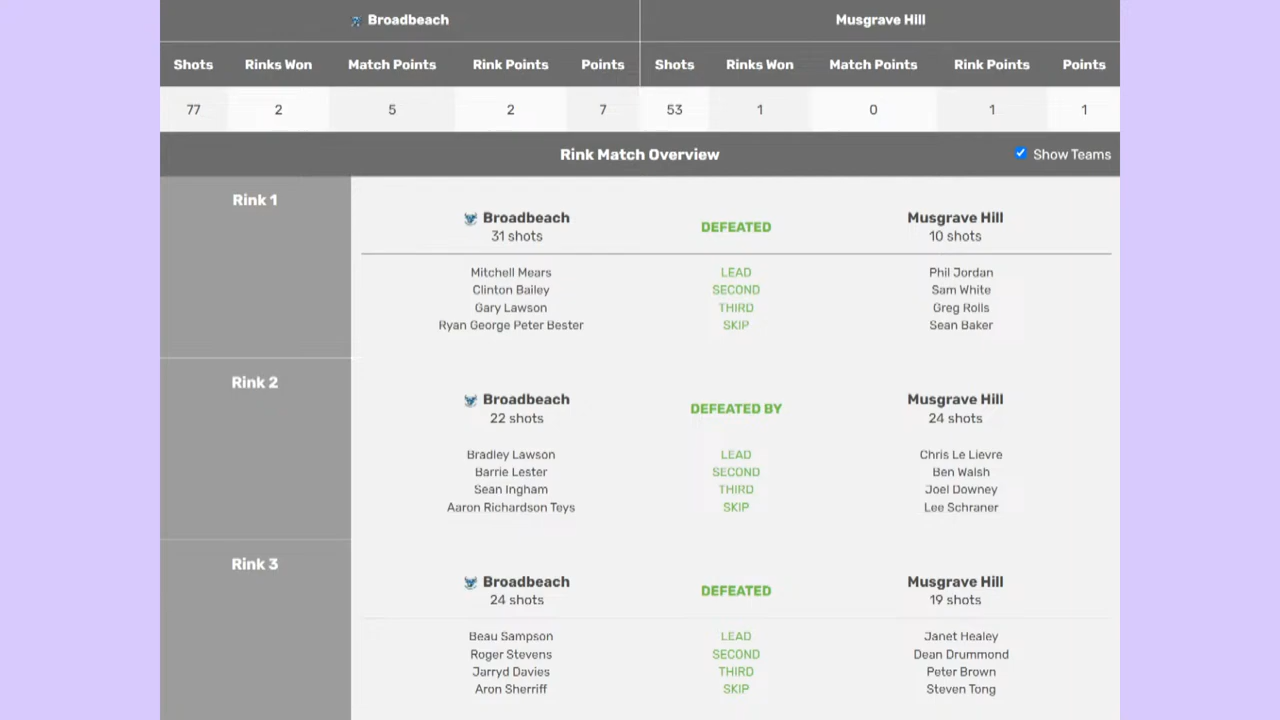 Broadbeach Musgrave Hill
Shots Rinks Won Match Points Rink Points Points Shots Rinks Won Match Points Rink Points Points
77 2 5 2 7 53 1 0 1 1
Rink Match Overview Show Teams
Rink 1
Broadbeach DEFEATED Musgrave Hill
31 shots 10 shots
Mitchell Mears LEAD Phil Jordan
Clinton Bailey SECOND Sam White
Gary Lawson THIRD Greg Rolls
Ryan George Peter Bester SKIP Sean Baker
Rink 2
Broadbeach DEFEATED BY Musgrave Hill
22 shots 24 shots
Bradley Lawson LEAD Chris Le Lievre
Barrie Lester SECOND Ben Walsh
Sean Ingham THIRD Joel Downey
Aaron Richardson Teys SKIP Lee Schraner
Rink 3
Broadbeach DEFEATED Musgrave Hill
24 shots 19 shots
Beau Sampson LEAD Janet Healey
Roger Stevens SECOND Dean Drummond
Jarryd Davies THIRD Peter Brown
Aron Sherriff SKIP Steven Tong